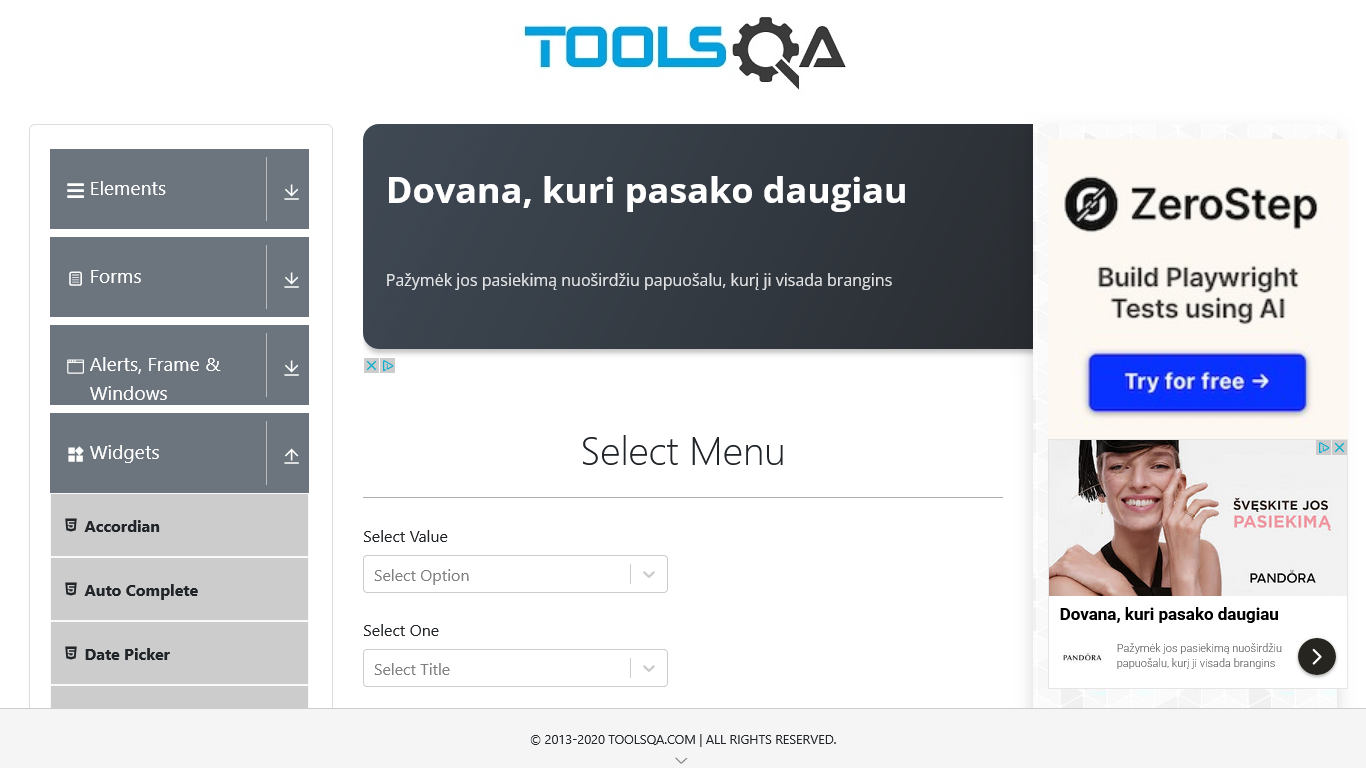 TOOLSQA
Elements
Forms
Alerts, Frame &
Windows
Widgets
Accordian
Auto Complete
Date Picker
Dovana, kuri pasako daugiau
Pažymėk jos pasiekimą nuoširdžiu papuošalu, kurį ji visada brangins
Select Menu
Select Value
Select Option
Select One
Select Title
ZeroStep
Build Playwright
Tests using AI
Try for free →
ŠVĘSKITE JOS
PASIEKIMĄ
PANDÖRA
Dovana, kuri pasako daugiau
PANDÖRA
Pažymėk jos pasiekimą nuoširdžiu
papuošalu, kurį ji visada brangins
© 2013-2020 TOOLSQA.COM | ALL RIGHTS RESERVED.